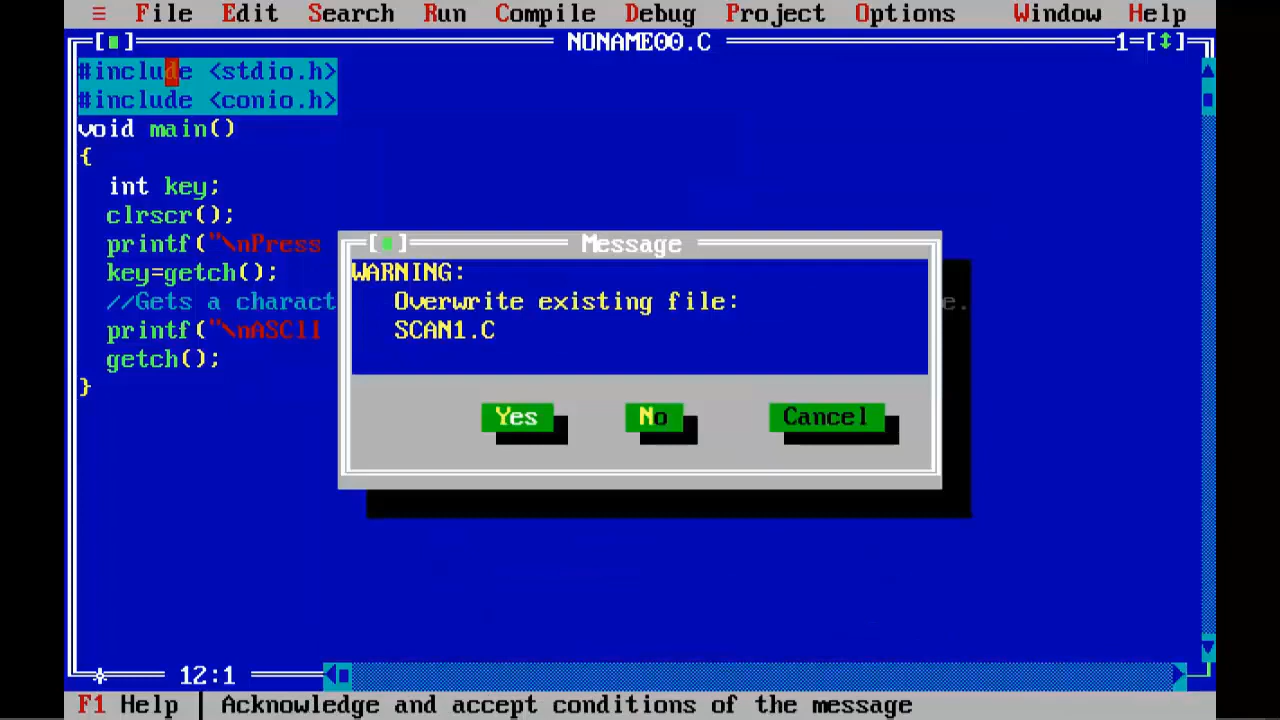 ≡ File Edit Search Run Compile Debug Project Options Window Help
[■] NONAME00.C 1=[↕]
#include <stdio.h>
#include <conio.h>
void main()
{
int key;
clrscr();
printf("\nPress
key=getch();
//Gets a charact e.
printf("\nASCII
getch();
}
[■] Message
WARNING:
Overwrite existing file:
SCAN1.C
Yes No Cancel
12:1
F1 Help Acknowledge and accept conditions of the message